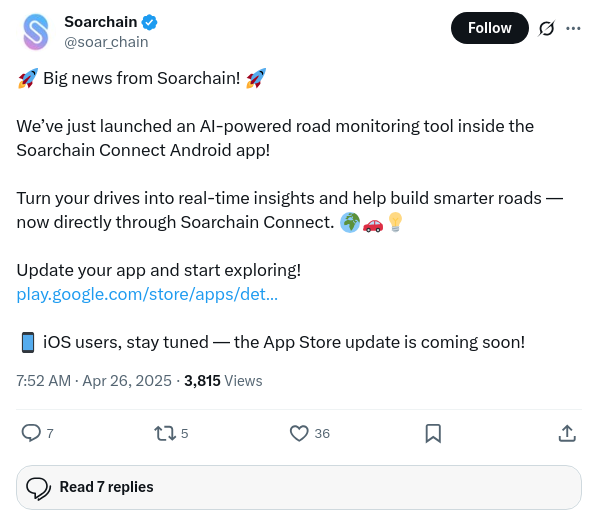 Soarchain
@soar_chain
Follow
🚀 Big news from Soarchain! 🚀
We’ve just launched an AI-powered road monitoring tool inside the
Soarchain Connect Android app!
Turn your drives into real-time insights and help build smarter roads —
now directly through Soarchain Connect. 🌍🚗💡
Update your app and start exploring!
play.google.com/store/apps/det…
📱 iOS users, stay tuned — the App Store update is coming soon!
7:52 AM · Apr 26, 2025 · 3,815 Views
7 5 36
Read 7 replies